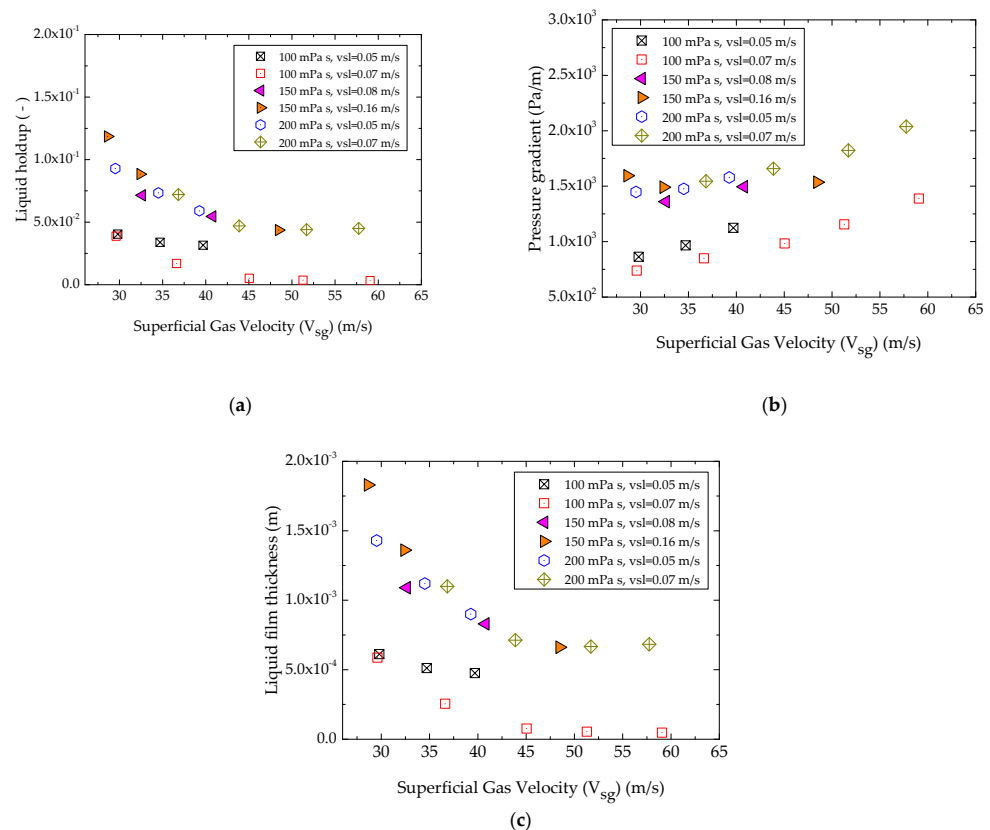 (a)
2.0x10⁻¹
1.5x10⁻¹
1.0x10⁻¹
5.0x10⁻²
0.0
Liquid holdup ( - )
100 mPa s, vsl=0.05 m/s
100 mPa s, vsl=0.07 m/s
150 mPa s, vsl=0.08 m/s
150 mPa s, vsl=0.16 m/s
200 mPa s, vsl=0.05 m/s
200 mPa s, vsl=0.07 m/s
30 35 40 45 50 55 60 65
Superficial Gas Velocity (V_sg) (m/s)
(a)
3.0x10³
2.5x10³
2.0x10³
1.5x10³
1.0x10³
5.0x10²
Pressure gradient (Pa/m)
100 mPa s, vsl=0.05 m/s
100 mPa s, vsl=0.07 m/s
150 mPa s, vsl=0.08 m/s
150 mPa s, vsl=0.16 m/s
200 mPa s, vsl=0.05 m/s
200 mPa s, vsl=0.07 m/s
30 35 40 45 50 55 60 65
Superficial Gas Velocity (V_sg) (m/s)
(b)
2.0x10⁻³
1.5x10⁻³
1.0x10⁻³
5.0x10⁻⁴
0.0
Liquid film thickness (m)
100 mPa s, vsl=0.05 m/s
100 mPa s, vsl=0.07 m/s
150 mPa s, vsl=0.08 m/s
150 mPa s, vsl=0.16 m/s
200 mPa s, vsl=0.05 m/s
200 mPa s, vsl=0.07 m/s
30 35 40 45 50 55 60 65
Superficial Gas Velocity (V_sg) (m/s)
(c)